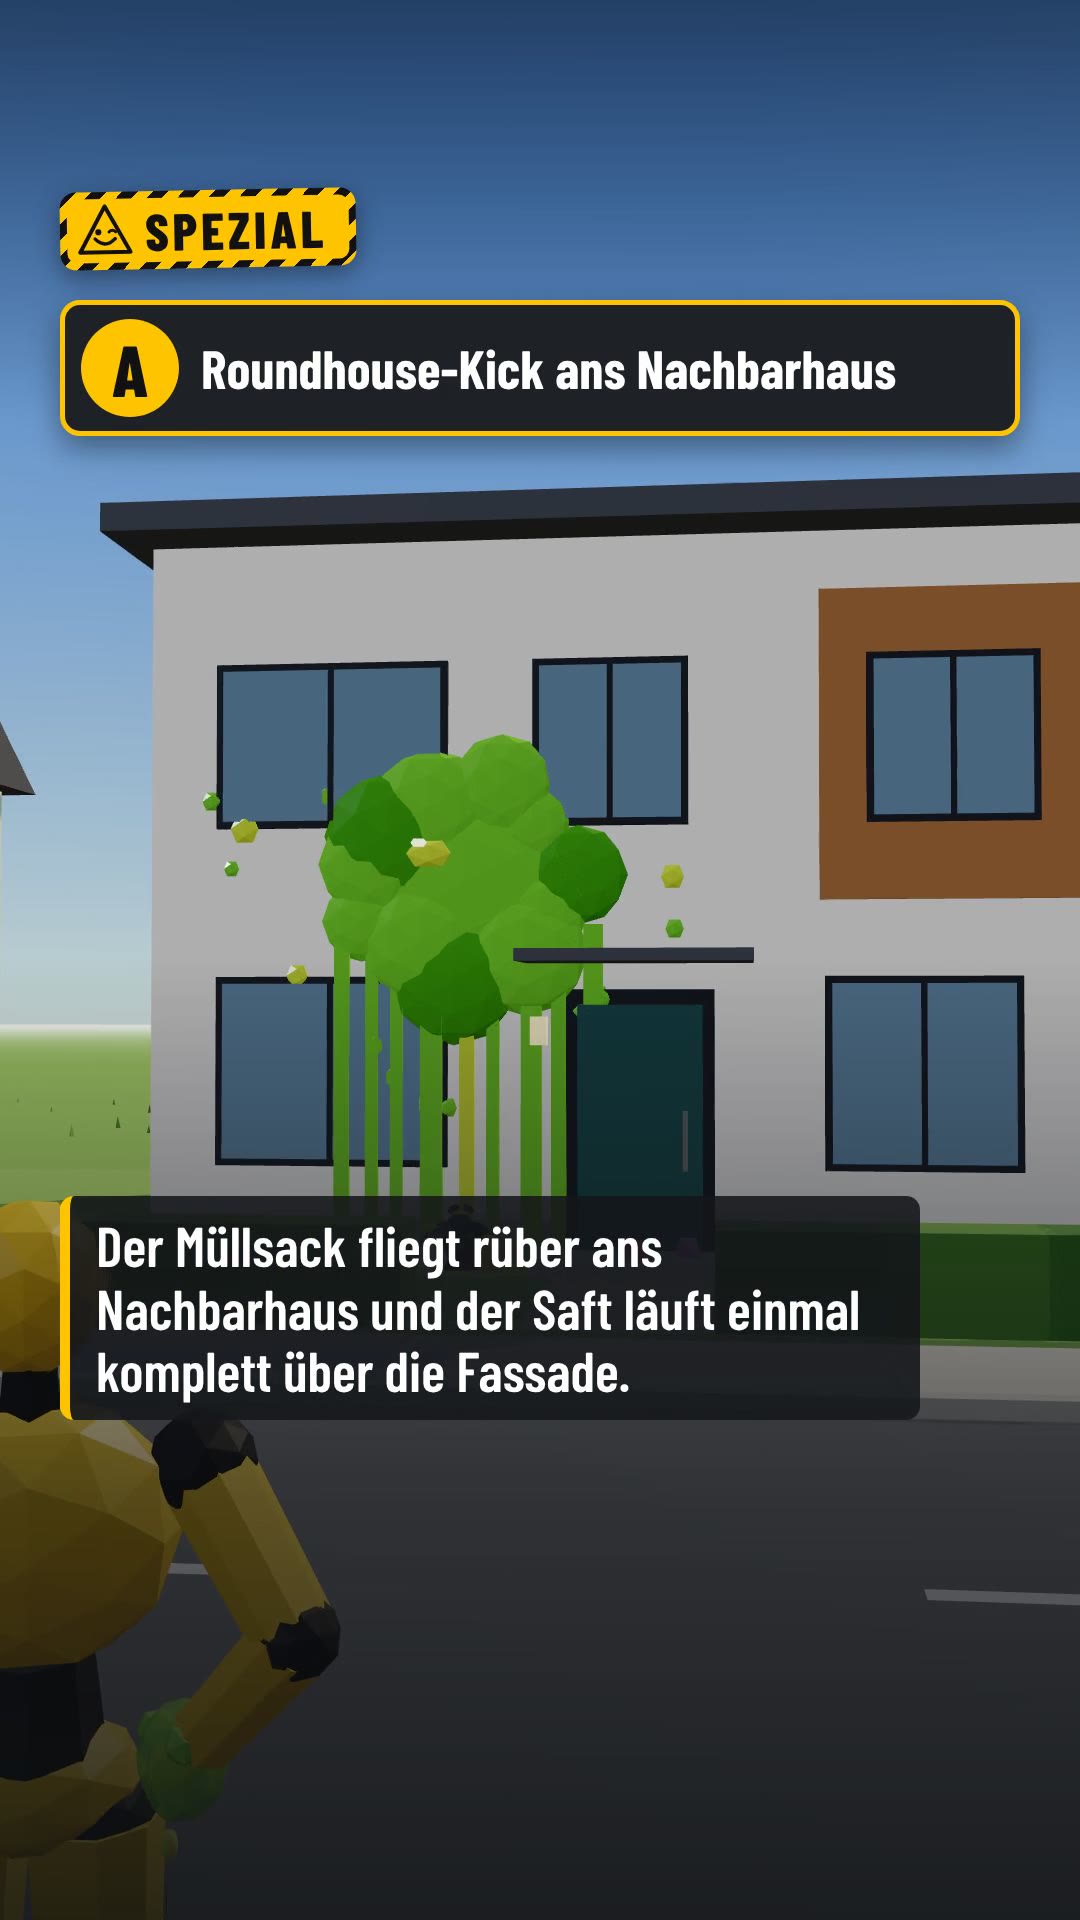 SPEZIAL
A Roundhouse-Kick ans Nachbarhaus
Der Müllsack fliegt rüber ans
Nachbarhaus und der Saft läuft einmal
komplett über die Fassade.